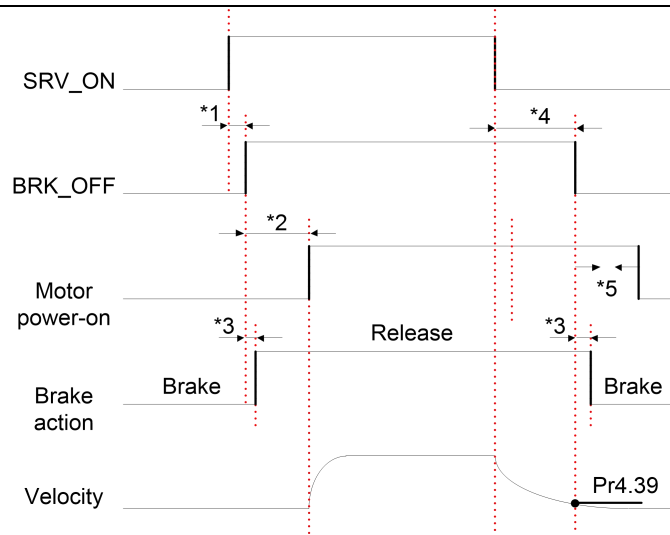 SRV_ON
*1
*4
BRK_OFF
*2
*5
Motor
power-on
*3
Release
*3
Brake
Brake
Brake
action
Pr4.39
Velocity